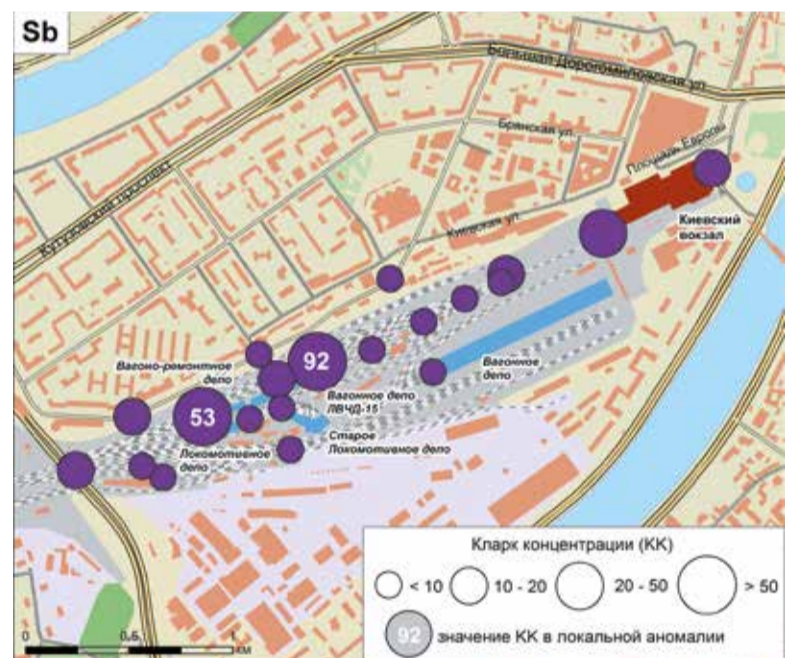 Sb
Большая Дорогомиловская ул.
Брянская ул.
Площадь Европы
Кутузовский проспект
Киевская ул.
Киевский
вокзал
92
Вагоно-ремонтное
депо
Вагонное
депо
Вагонное депо
ЛВЧД-15
53
Старое
Локомотивное депо
Локомотивное
депо
Кларк концентрации (КК)
< 10 10 - 20 20 - 50 > 50
92 значение КК в локальной аномалии
0 0,5 1
КМ